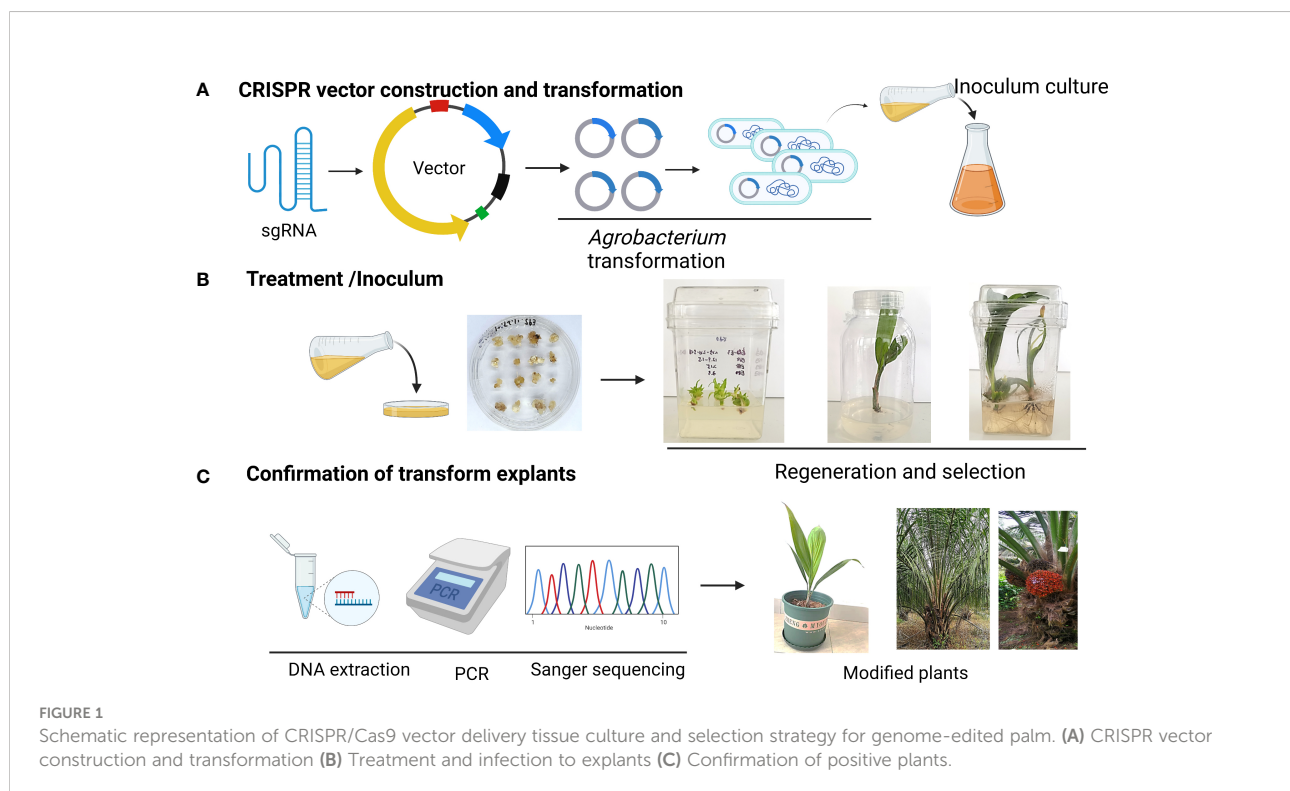 A CRISPR vector construction and transformation
Inoculum culture
Vector
sgRNA
Agrobacterium
transformation
B Treatment /Inoculum
Regeneration and selection
C Confirmation of transform explants
PCR
1
10
Nucleotide
DNA extraction
PCR
Sanger sequencing
Modified plants
FIGURE 1
Schematic representation of CRISPR/Cas9 vector delivery tissue culture and selection strategy for genome-edited palm. (A) CRISPR vector
construction and transformation (B) Treatment and infection to explants (C) Confirmation of positive plants.